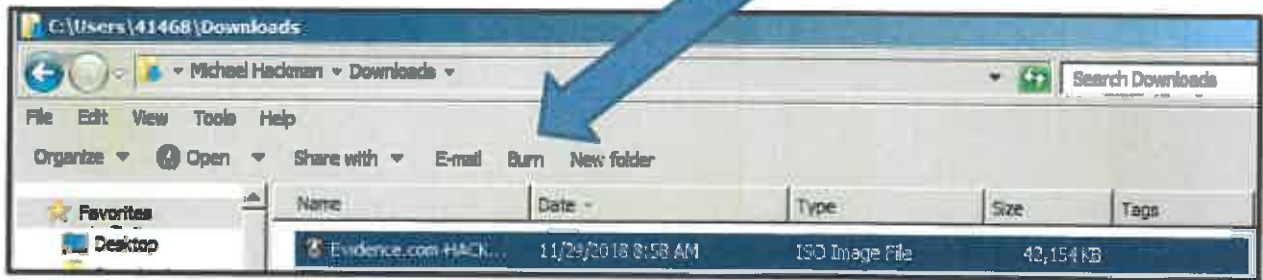 C:\Users\41468\Downloads
Michael Hackman Downloads
Search Downloads
File Edit View Tools Help
Organize Open Share with E-mail Burn New folder
Favorites
Name Date Type Size Tags
Desktop
Evidence.com-HACK... 11/29/2018 8:58 AM ISO Image File 42,154 KB